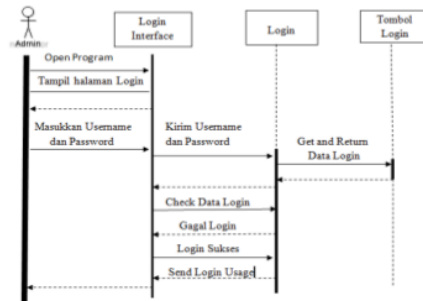 Login
Interface
Login
Tombol
Login
Admin
Open Program
Tampil halaman Login
Masukkan Username
dan Password
Kirim Username
dan Password
Get and Return
Data Login
Check Data Login
Gagal Login
Login Sukses
Send Login Usage